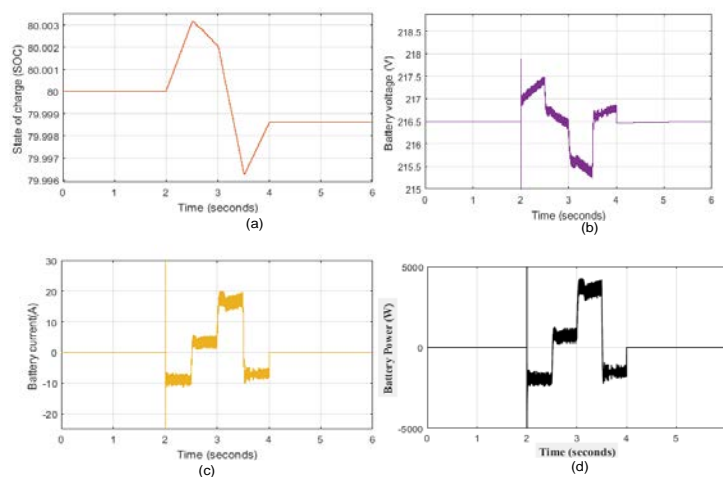 State of charge (SOC)
80.003
80.002
80.001
80
79.999
79.998
79.997
79.996
0 1 2 3 4 5 6
Time (seconds)
(a)
Battery voltage (V)
218.5
218
217.5
217
216.5
216
215.5
215
0 1 2 3 4 5 6
Time (seconds)
(b)
Battery current(A)
30
20
10
0
-10
-20
0 1 2 3 4 5 6
Time (seconds)
(c)
Battery Power (W)
5000
0
-5000
0 1 2 3 4 5 6
Time (seconds)
(d)